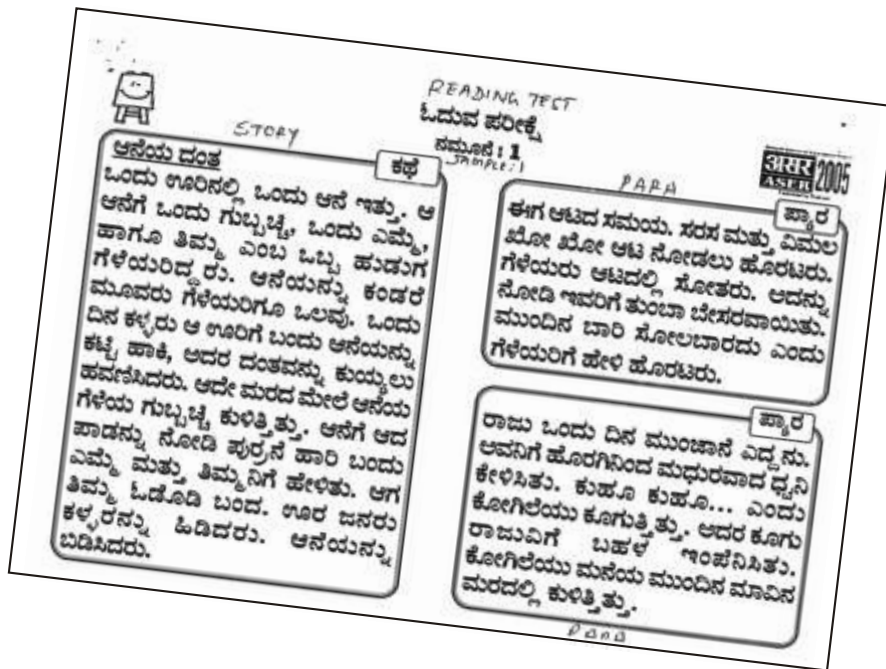 READING TEST
ಓದುವ ಪರೀಕ್ಷೆ
ನಮೂನೆ : 1
SAMPLE : 1
असर 2005
ASER
STORY
ಆನೆಯ ದಂತ
ಕಥೆ
ಒಂದು ಊರಿನಲ್ಲಿ ಒಂದು ಆನೆ ಇತ್ತು. ಆ
ಆನೆಗೆ ಒಂದು ಗುಬ್ಬಚ್ಚಿ, ಒಂದು ಎಮ್ಮೆ,
ಹಾಗೂ ತಿಮ್ಮ ಎಂಬ ಒಬ್ಬ ಹುಡುಗ
ಗೆಳೆಯರಿದ್ದರು. ಆನೆಯನ್ನು ಕಂಡರೆ
ಮೂವರು ಗೆಳೆಯರಿಗೂ ಒಲವು. ಒಂದು
ದಿನ ಕಳ್ಳರು ಆ ಊರಿಗೆ ಬಂದು ಆನೆಯನ್ನು
ಕಟ್ಟಿ ಹಾಕಿ, ಅದರ ದಂತವನ್ನು ಕುಯ್ಯಲು
ಹವಣಿಸಿದರು. ಆದೇ ಮರದ ಮೇಲೆ ಆನೆಯ
ಗೆಳೆಯ ಗುಬ್ಬಚ್ಚಿ ಕುಳಿತ್ತಿತ್ತು. ಆನೆಗೆ ಆದ
ಪಾಡನ್ನು ನೋಡಿ ಪುರ್‍ರನೆ ಹಾರಿ ಬಂದು
ಎಮ್ಮೆ ಮತ್ತು ತಿಮ್ಮನಿಗೆ ಹೇಳಿತು. ಆಗ
ತಿಮ್ಮ ಓಡೊಡಿ ಬಂದ. ಊರ ಜನರು
ಕಳ್ಳರನ್ನು ಹಿಡಿದರು. ಆನೆಯನ್ನು
ಬಿಡಿಸಿದರು.
PARA
ಪ್ಯಾರ
ಈಗ ಆಟದ ಸಮಯ. ಸರಸ ಮತ್ತು ವಿಮಲ
ಖೋ ಖೋ ಆಟ ನೋಡಲು ಹೊರಟರು.
ಗೆಳೆಯರು ಆಟದಲ್ಲಿ ಸೋತರು. ಅದನ್ನು
ನೋಡಿ ಇವರಿಗೆ ತುಂಬಾ ಬೇಸರವಾಯಿತು.
ಮುಂದಿನ ಬಾರಿ ಸೋಲಬಾರದು ಎಂದು
ಗೆಳೆಯರಿಗೆ ಹೇಳಿ ಹೊರಟರು.
ಪ್ಯಾರ
ರಾಜು ಒಂದು ದಿನ ಮುಂಜಾನೆ ಎದ್ದನು.
ಅವನಿಗೆ ಹೊರಗಿನಿಂದ ಮಧುರವಾದ ಧ್ವನಿ
ಕೇಳಿಸಿತು. ಕುಹೂ ಕುಹೂ... ಎಂದು
ಕೋಗಿಲೆಯು ಕೂಗುತ್ತಿತ್ತು. ಅದರ ಕೂಗು
ರಾಜುವಿಗೆ ಬಹಳ ಇಂಪೆನಿಸಿತು.
ಕೋಗಿಲೆಯು ಮನೆಯ ಮುಂದಿನ ಮಾವಿನ
ಮರದಲ್ಲಿ ಕುಳಿತ್ತಿತ್ತು.
PARA